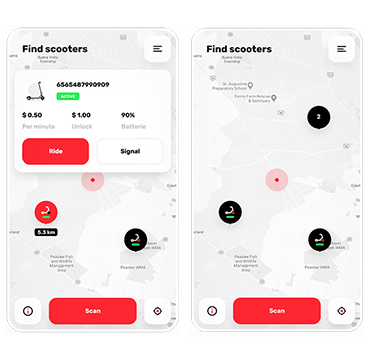 Buena Vista
Township
Find scooters
6565487990909
ACTIVE
$ 0.50
$ 1.00
90%
Per minute
Unlock
Batterie
Ride
Signal
5.3 km
Peaslee WMA
Peaslee Fish
and Wildlife
Management
Area
Scan
Buena Vista
Township
Find scooters
St. Augustine
Preparatory School
Funny Farm Rescue
& Sanctuary
2
Peaslee WMA
Peaslee Fish
and Wildlife
Management
Area
Scan